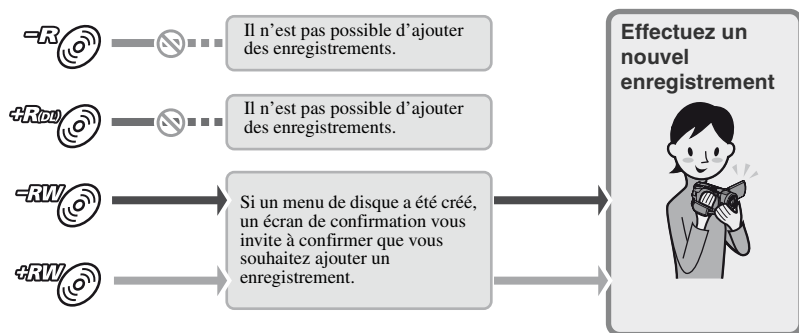 -R
Il n'est pas possible d'ajouter
des enregistrements.
+R(DL)
Il n'est pas possible d'ajouter
des enregistrements.
-RW
+RW
Si un menu de disque a été créé,
un écran de confirmation vous
invite à confirmer que vous
souhaitez ajouter un
enregistrement.
Effectuez un
nouvel
enregistrement